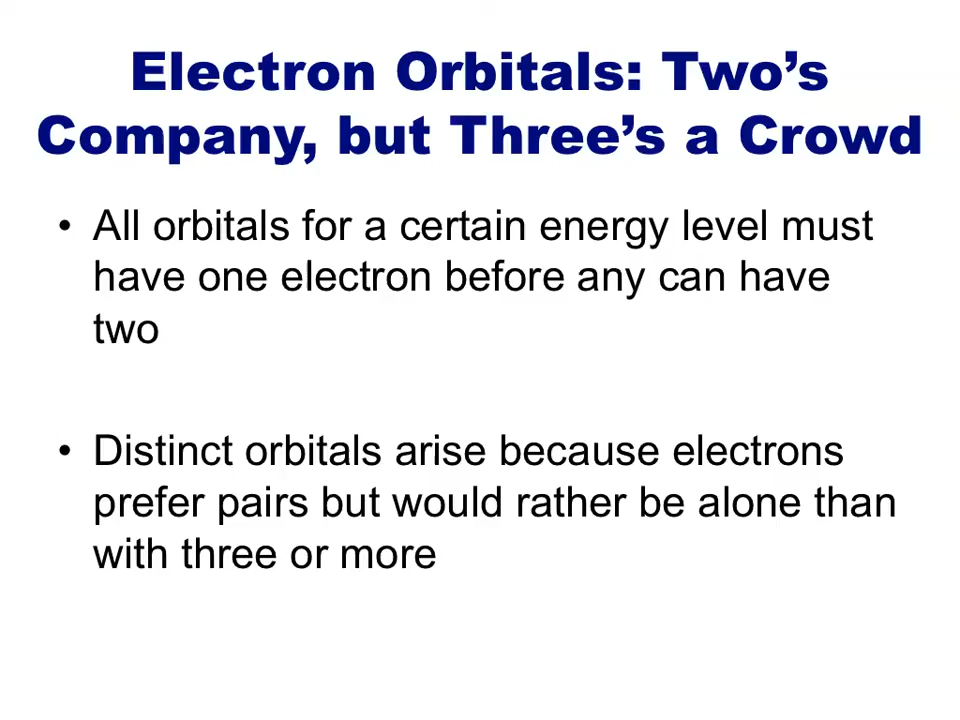 Electron Orbitals: Two’s
Company, but Three’s a Crowd
• All orbitals for a certain energy level must
have one electron before any can have
two
• Distinct orbitals arise because electrons
prefer pairs but would rather be alone than
with three or more